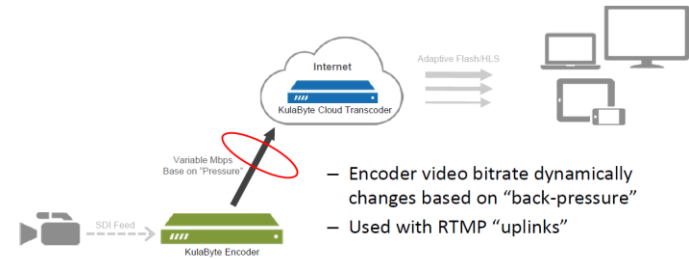 Internet
KulaByte Cloud Transcoder
Adaptive Flash/HLS
Variable Mbps
Base on "Pressure"
– Encoder video bitrate dynamically
changes based on “back-pressure”
– Used with RTMP “uplinks”
SDI Feed
KulaByte Encoder